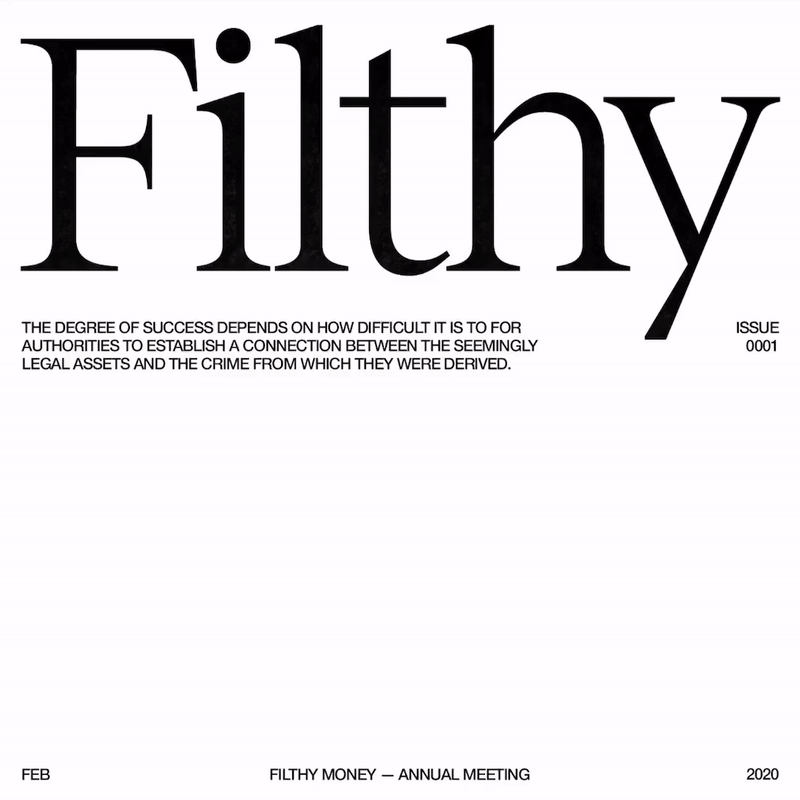 Filthy
THE DEGREE OF SUCCESS DEPENDS ON HOW DIFFICULT IT IS TO FOR
AUTHORITIES TO ESTABLISH A CONNECTION BETWEEN THE SEEMINGLY
LEGAL ASSETS AND THE CRIME FROM WHICH THEY WERE DERIVED.
ISSUE
0001
FEB
FILTHY MONEY — ANNUAL MEETING
2020